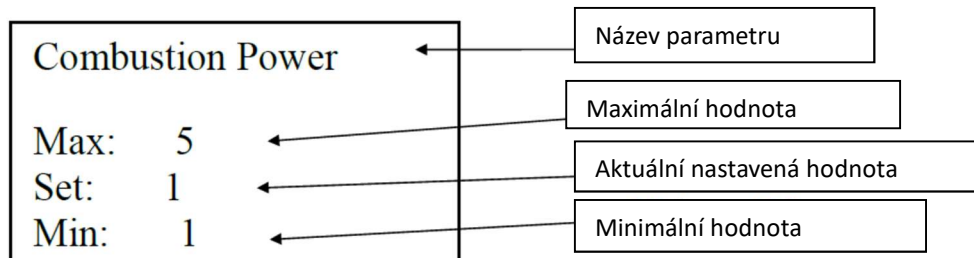 Combustion Power
Název parametru
Max: 5
Maximální hodnota
Set: 1
Aktuální nastavená hodnota
Min: 1
Minimální hodnota